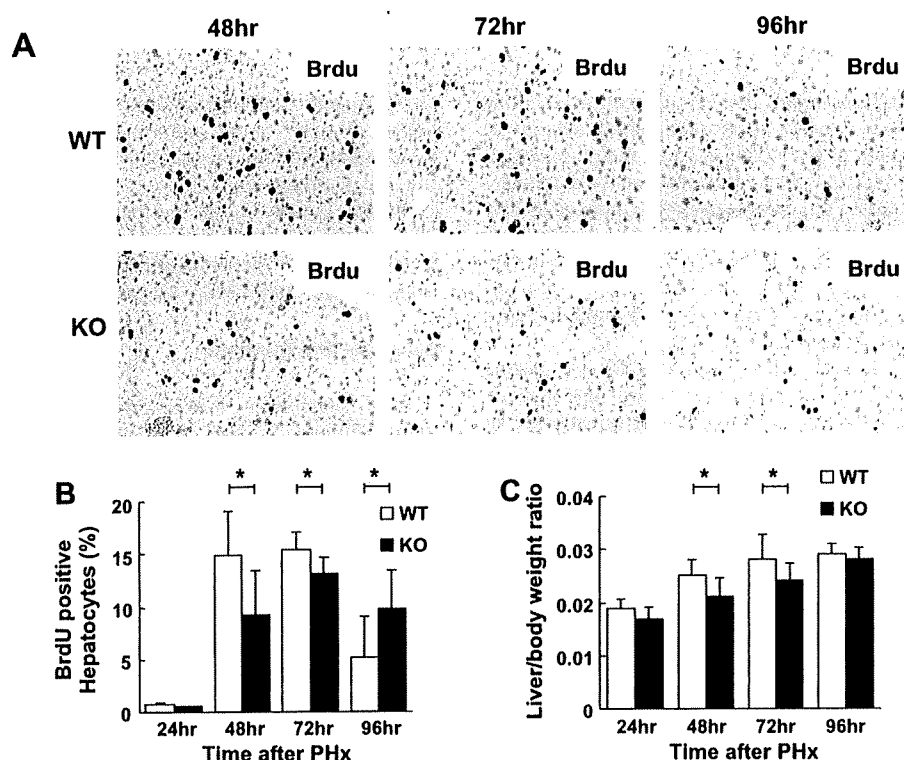 A
48hr 72hr 96hr
WT
Brdu Brdu Brdu
KO
Brdu Brdu Brdu
B
BrdU positive
Hepatocytes (%)
20
15
10
5
0
* * *
WT
KO
24hr 48hr 72hr 96hr
Time after PHx
C
Liver/body weight ratio
0.04
0.03
0.02
0.01
0
* *
WT
KO
24hr 48hr 72hr 96hr
Time after PHx